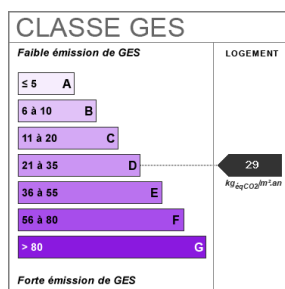 CLASSE GES
Faible émission de GES
LOGEMENT
≤ 5 A
6 à 10 B
11 à 20 C
21 à 35 D
29
kgéqCO2/m².an
36 à 55 E
56 à 80 F
> 80 G
Forte émission de GES